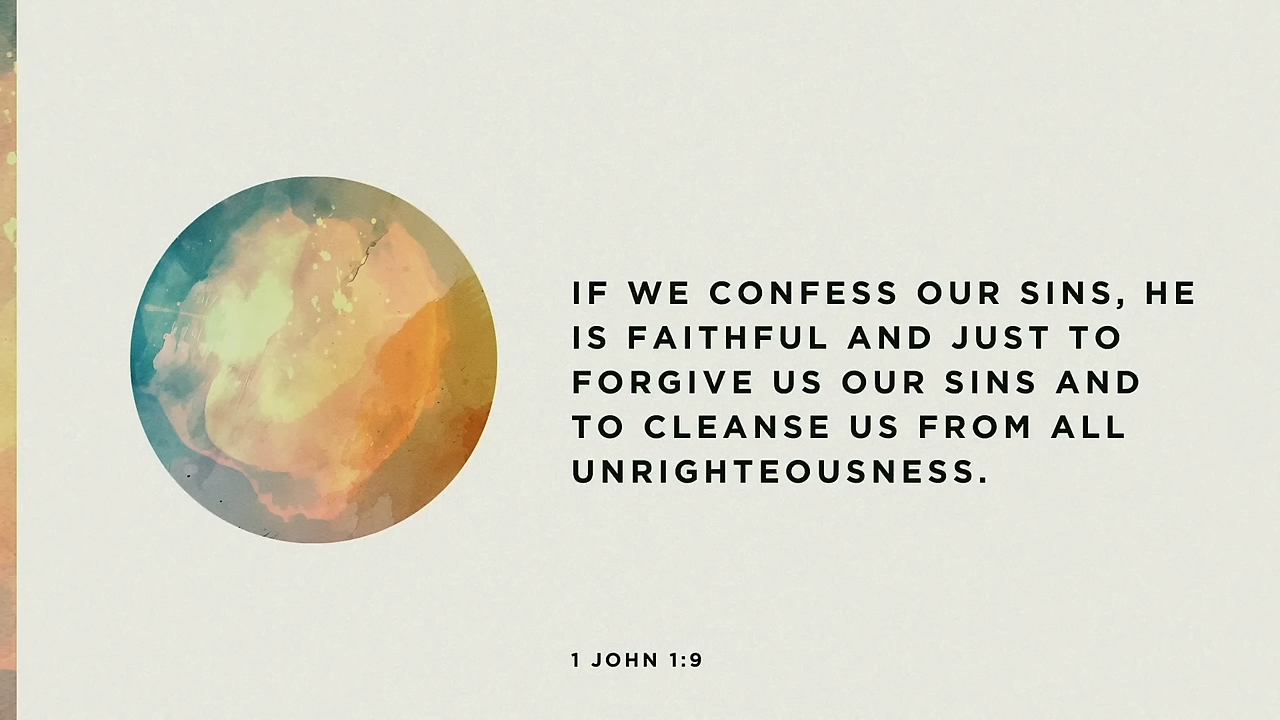 IF WE CONFESS OUR SINS, HE
IS FAITHFUL AND JUST TO
FORGIVE US OUR SINS AND
TO CLEANSE US FROM ALL
UNRIGHTEOUSNESS.
1 JOHN 1:9